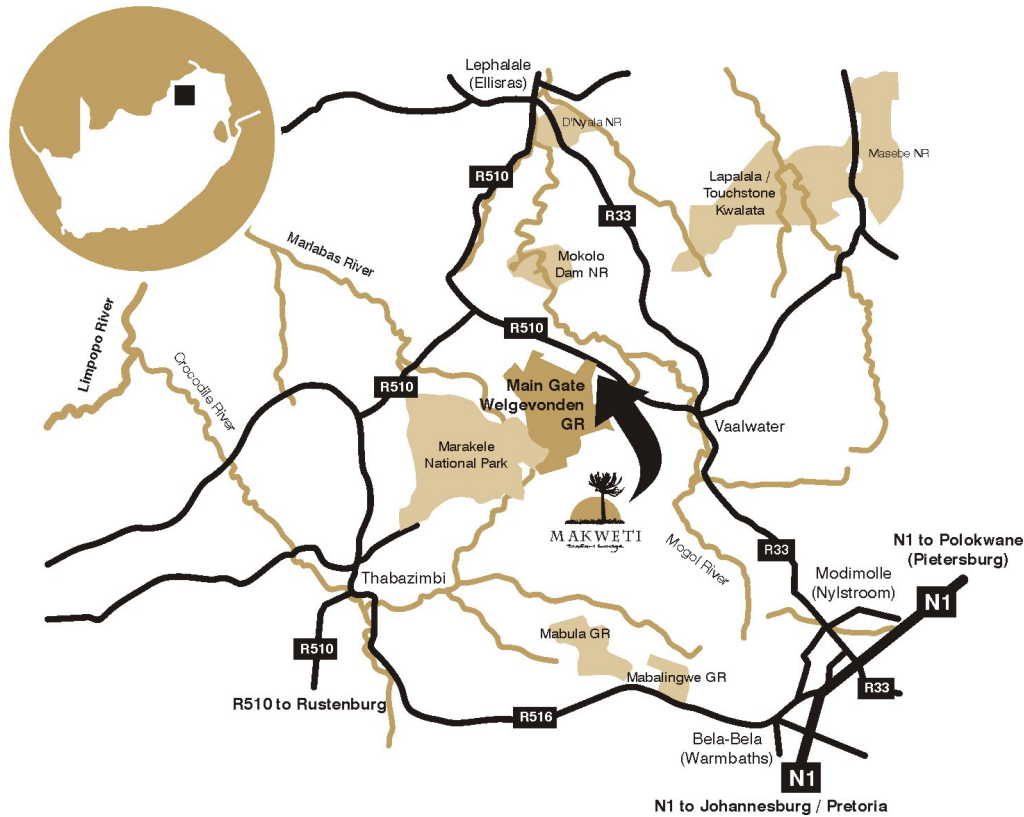 Lephalale
(Ellisras)
D'Nyala NR
R510
Masebe NR
Lapalala /
Touchstone
Kwalata
R33
Matlabas River
Mokolo
Dam NR
R510
Limpopo River
Crocodile River
R510
Main Gate
Welgevonden
GR
Vaalwater
Marakele
National Park
MAKWETI
Safari Lodge
Mogol River
R33
N1 to Polokwane
(Pietersburg)
Modimolle
(Nylstroom)
Thabazimbi
N1
R510
Mabula GR
Mabalingwe GR
R33
R510 to Rustenburg
R516
Bela-Bela
(Warmbaths)
N1
N1 to Johannesburg / Pretoria